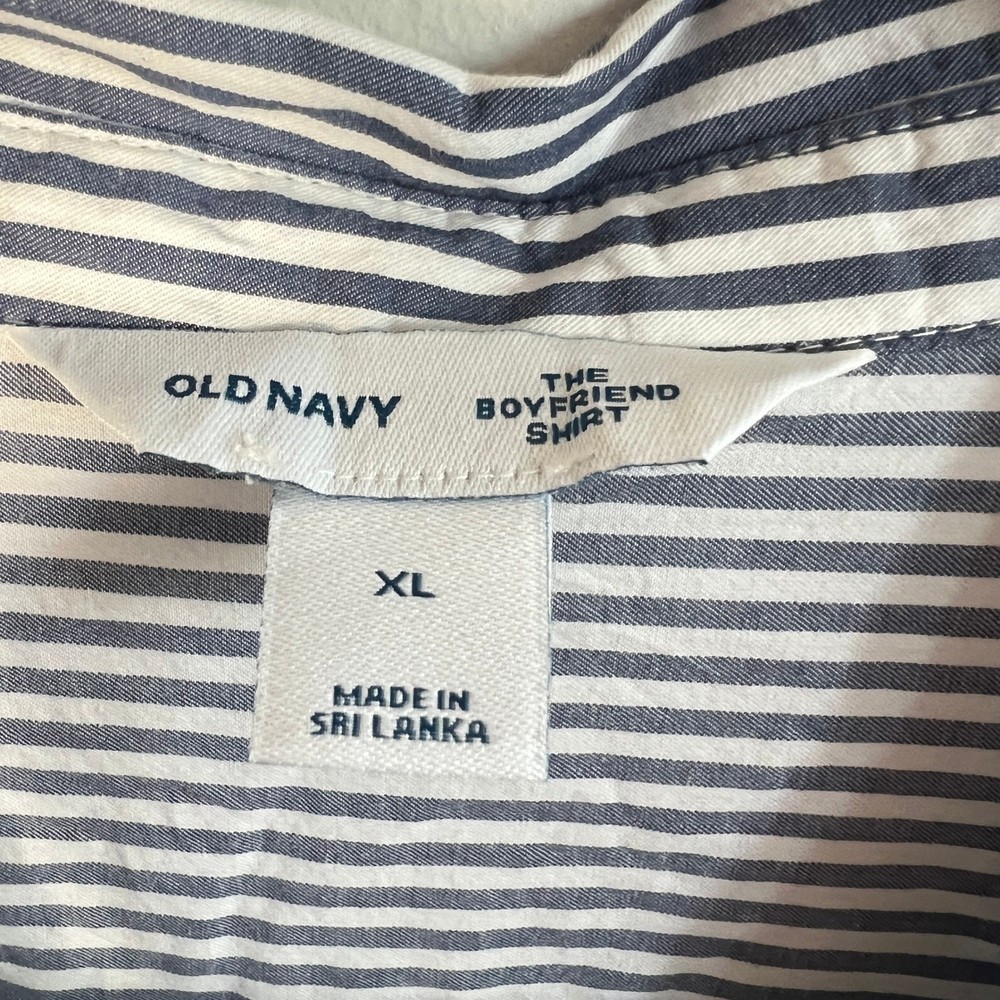 OLD NAVY
THE
BOYFRIEND
SHIRT
XL
MADE IN
SRI LANKA